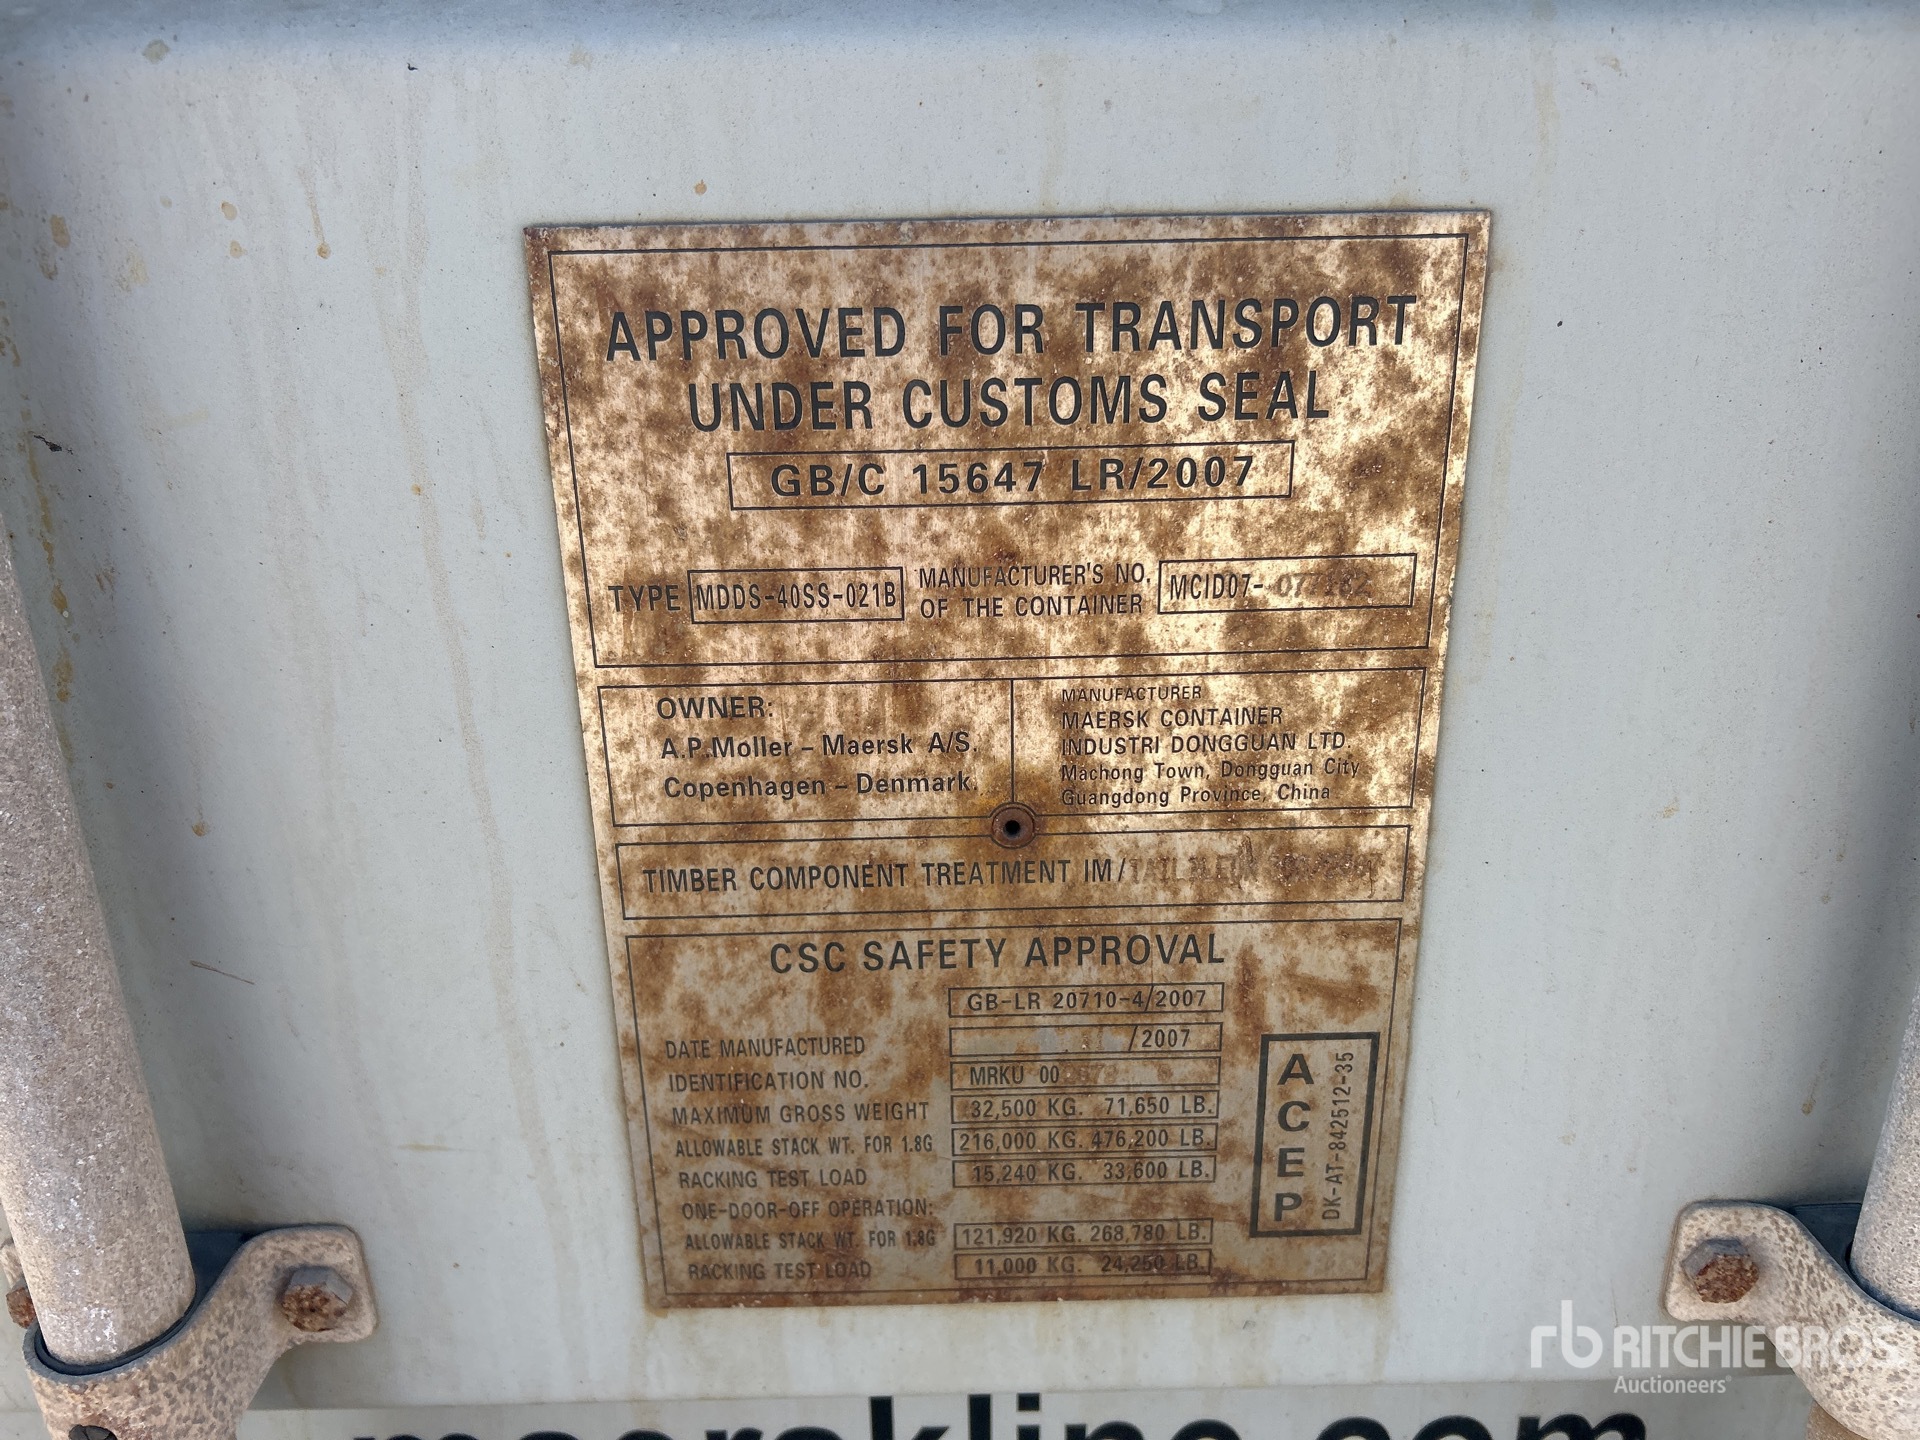 APPROVED FOR TRANSPORT
UNDER CUSTOMS SEAL
GB/C 15647 LR/2007
TYPE MDDS-40SS-021B
MANUFACTURER'S NO.
OF THE CONTAINER
MCID07- 077182
OWNER:
A.P.Moller – Maersk A/S.
Copenhagen – Denmark.
MANUFACTURER
MAERSK CONTAINER
INDUSTRI DONGGUAN LTD.
Machong Town, Dongguan City
Guangdong Province, China
TIMBER COMPONENT TREATMENT IM/
CSC SAFETY APPROVAL
GB-LR 20710-4/2007
DATE MANUFACTURED /2007
IDENTIFICATION NO. MRKU 00
MAXIMUM GROSS WEIGHT 32,500 KG. 71,650 LB.
ALLOWABLE STACK WT. FOR 1.8G 216,000 KG. 476,200 LB.
RACKING TEST LOAD 15,240 KG. 33,600 LB.
ONE-DOOR-OFF OPERATION:
ALLOWABLE STACK WT. FOR 1.8G 121,920 KG. 268,780 LB.
RACKING TEST LOAD 11,000 KG. 24,250 LB.
ACEP
DK-AT-842512-35
maerskline.com
rb RITCHIE BROS.
Auctioneers